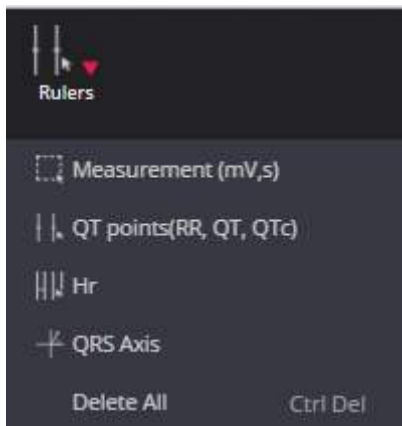 Rulers
Measurement (mV,s)
QT points(RR, QT, QTc)
Hr
QRS Axis
Delete All Ctrl Del